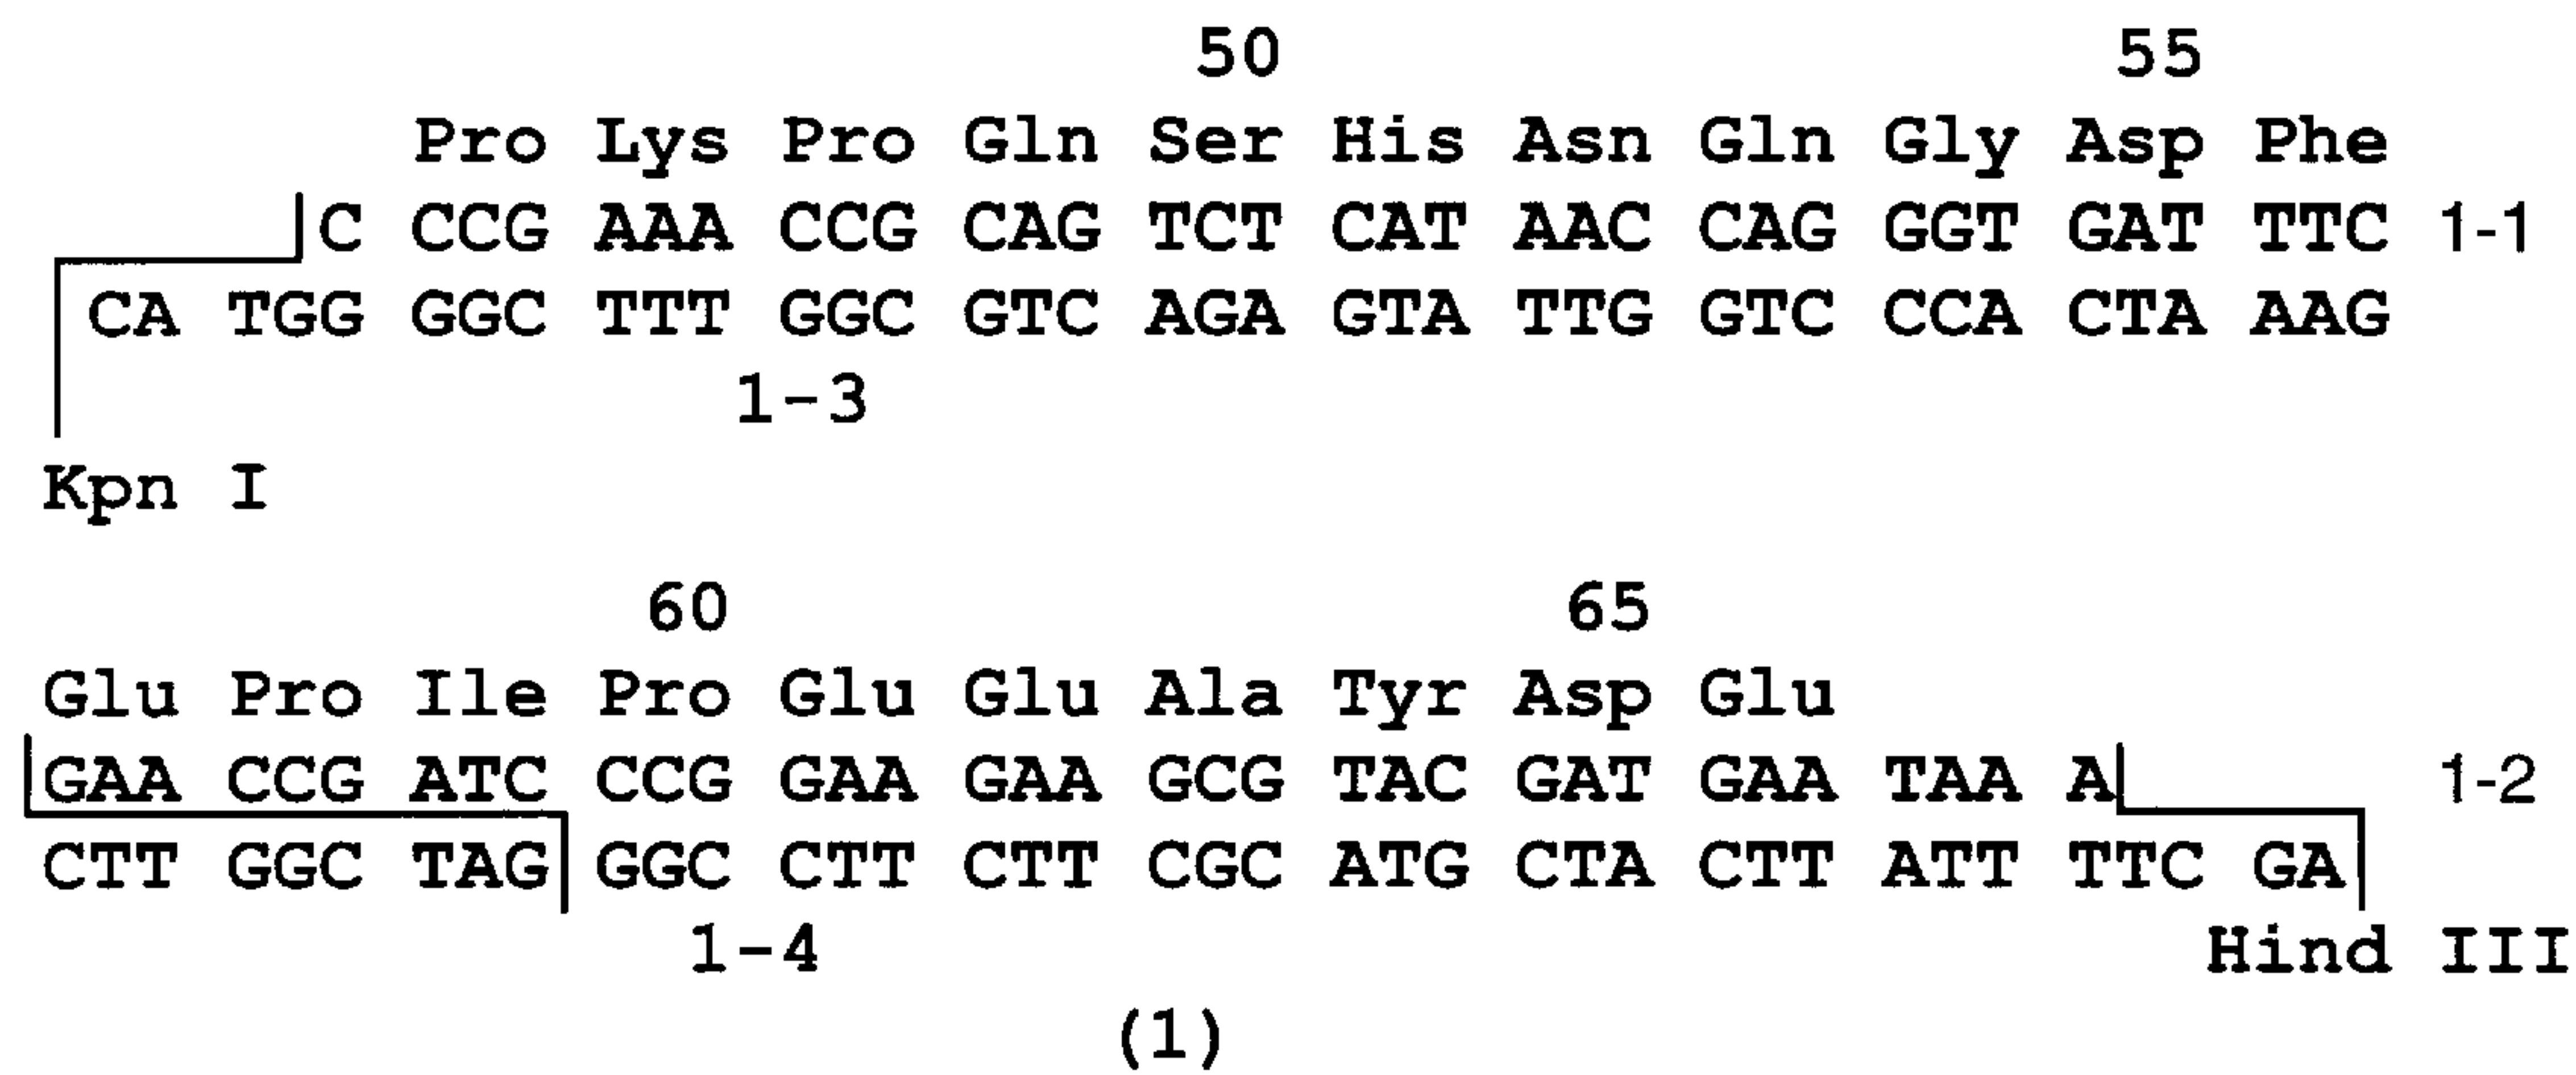 50 55
Pro Lys Pro Gln Ser His Asn Gln Gly Asp Phe
C CCG AAA CCG CAG TCT CAT AAC CAG GGT GAT TTC 1-1
CA TGG GGC TTT GGC GTC AGA GTA TTG GTC CCA CTA AAG
1-3
Kpn I
60 65
Glu Pro Ile Pro Glu Glu Ala Tyr Asp Glu
GAA CCG ATC CCG GAA GAA GCG TAC GAT GAA TAA A 1-2
CTT GGC TAG GGC CTT CTT CGC ATG CTA CTT ATT TTC GA
1-4 Hind III
(1)